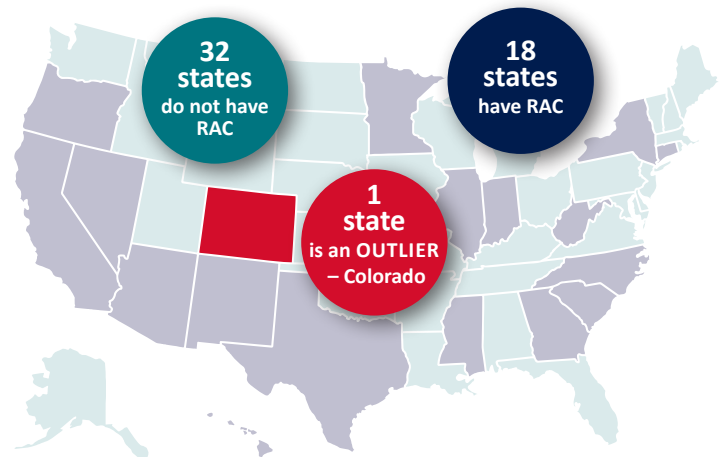 32
states
do not have
RAC
18
states
have RAC
1
state
is an OUTLIER
– Colorado